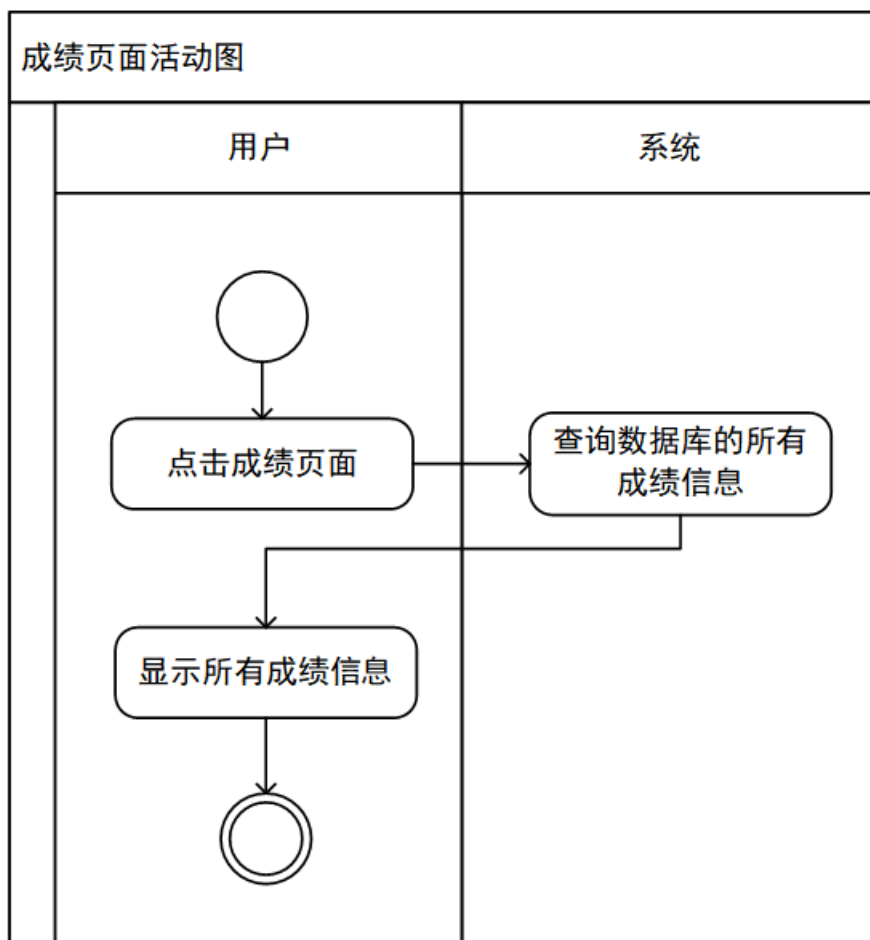 成绩页面活动图
用户
系统
点击成绩页面
查询数据库的所有
成绩信息
显示所有成绩信息